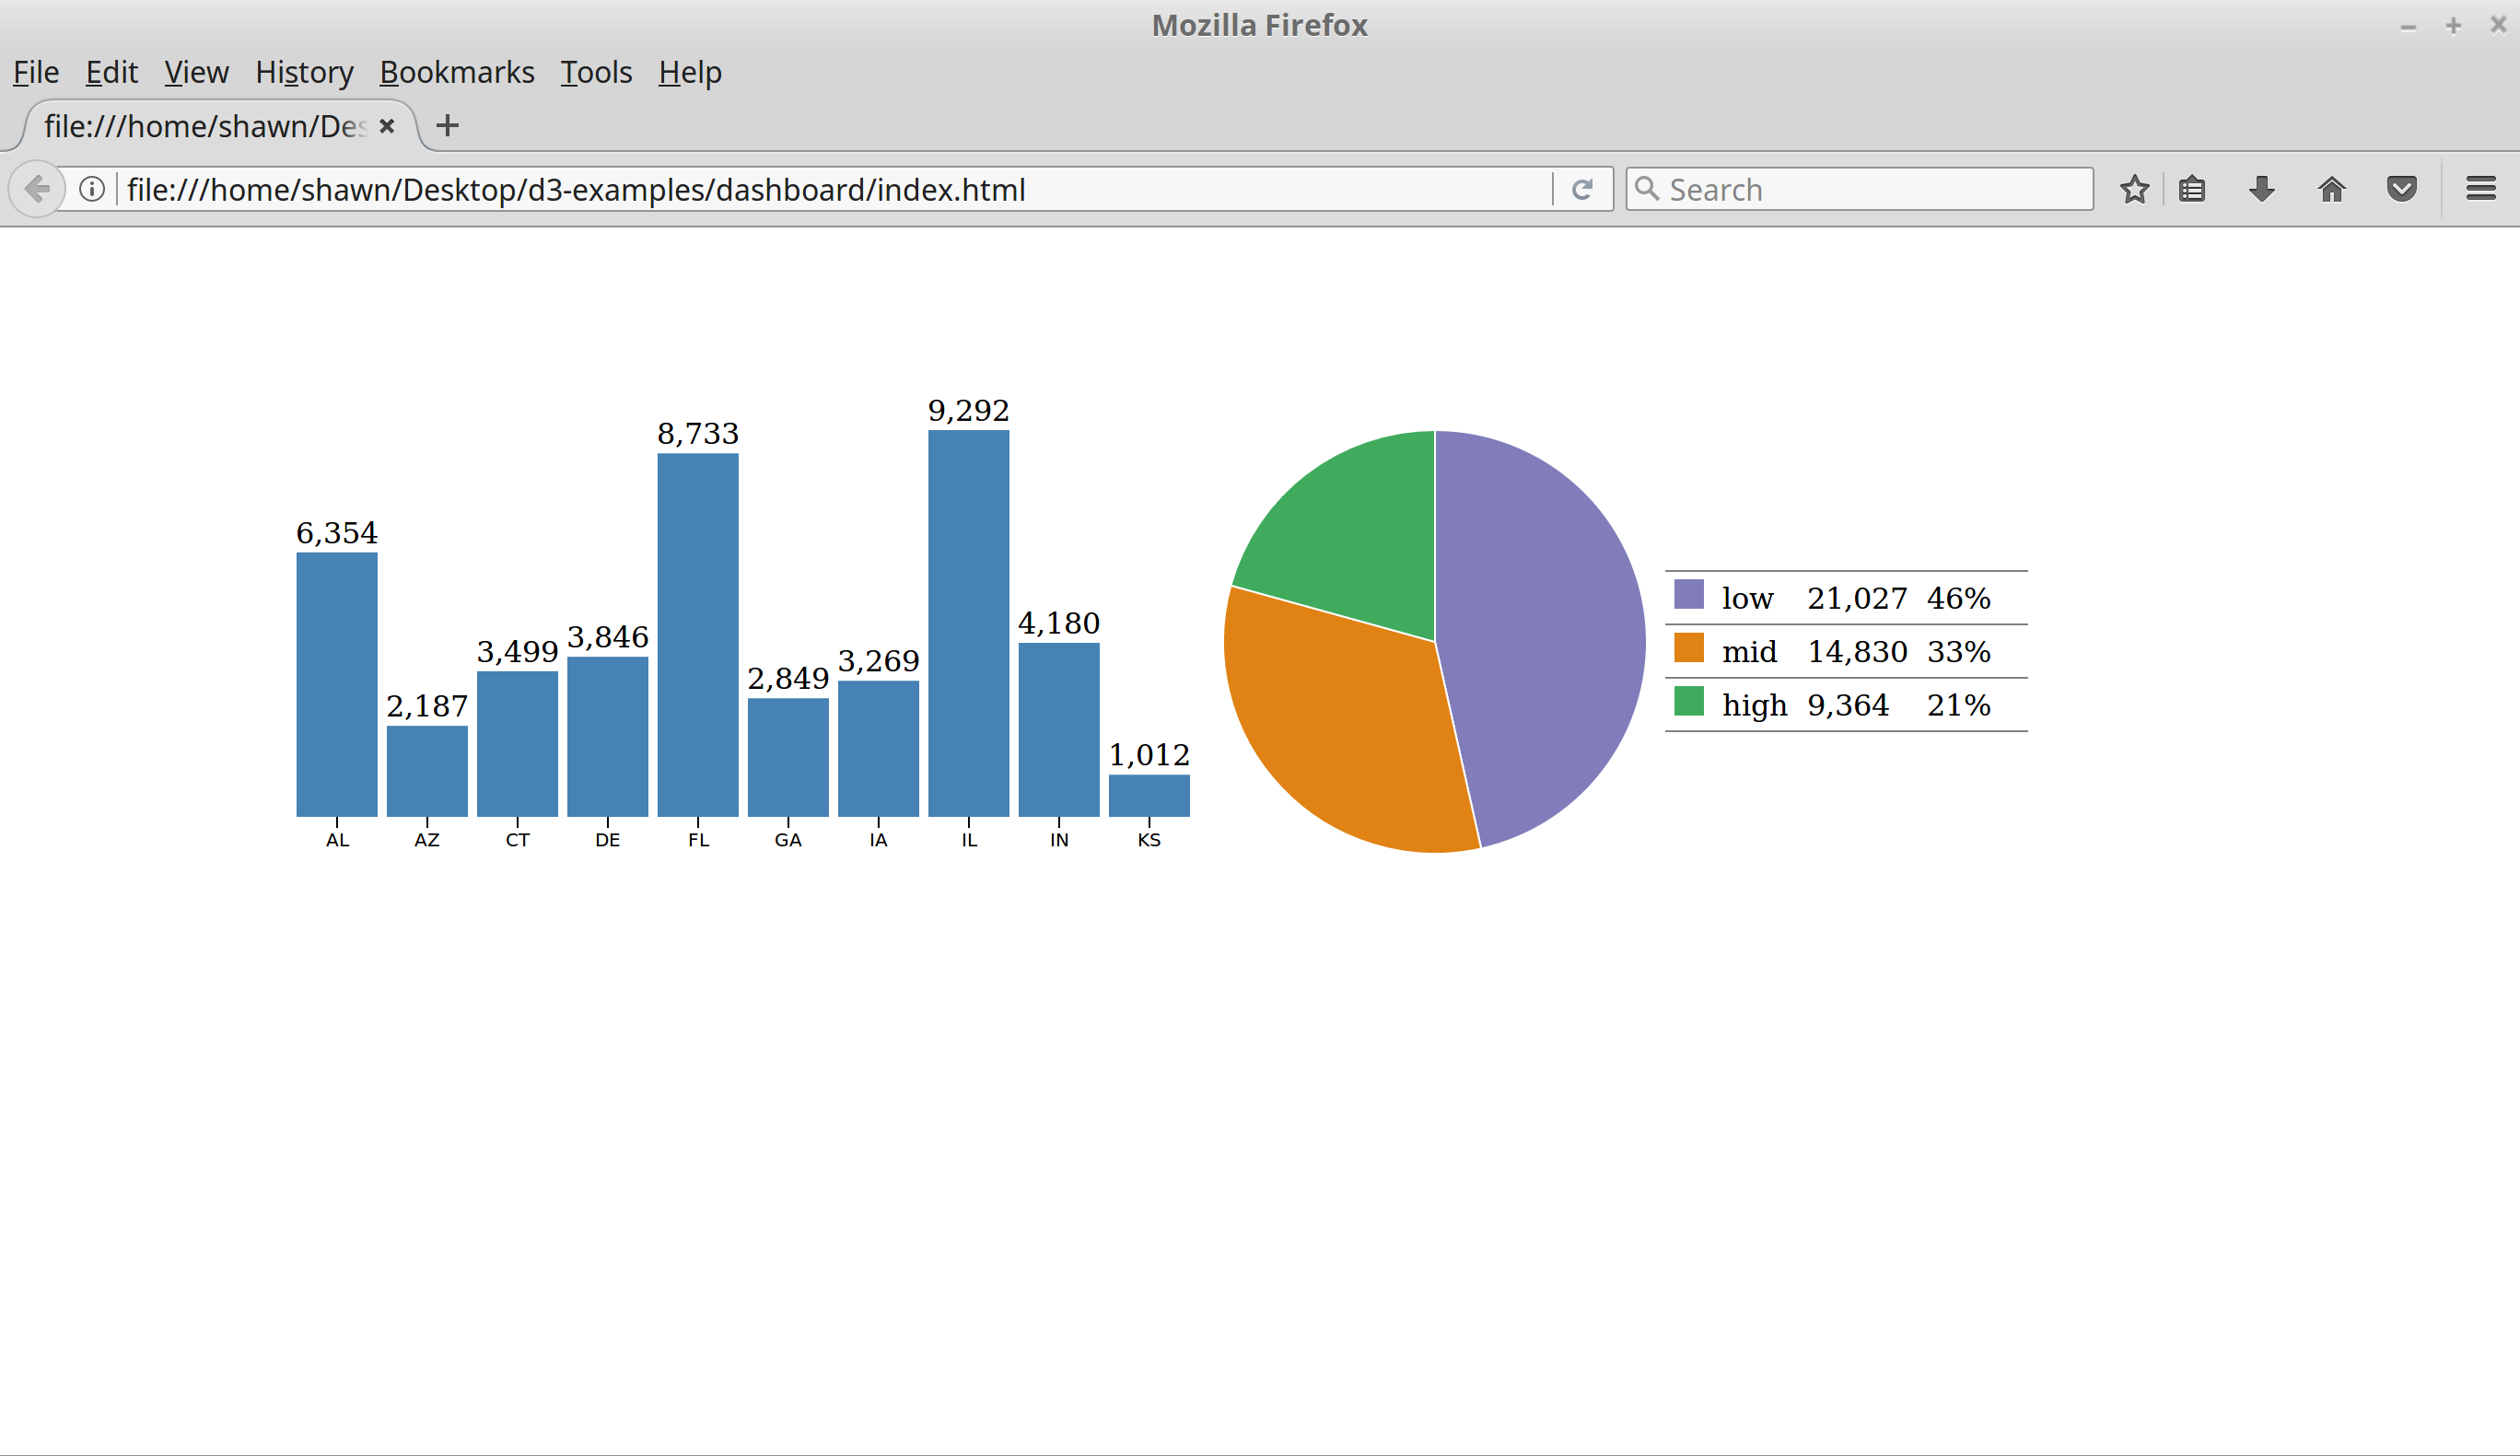 Mozilla Firefox
File Edit View History Bookmarks Tools Help
file:///home/shawn/Des
file:///home/shawn/Desktop/d3-examples/dashboard/index.html Search
6,354 2,187 3,499 3,846 8,733 2,849 3,269 9,292 4,180 1,012
AL AZ CT DE FL GA IA IL IN KS
low 21,027 46%
mid 14,830 33%
high 9,364 21%